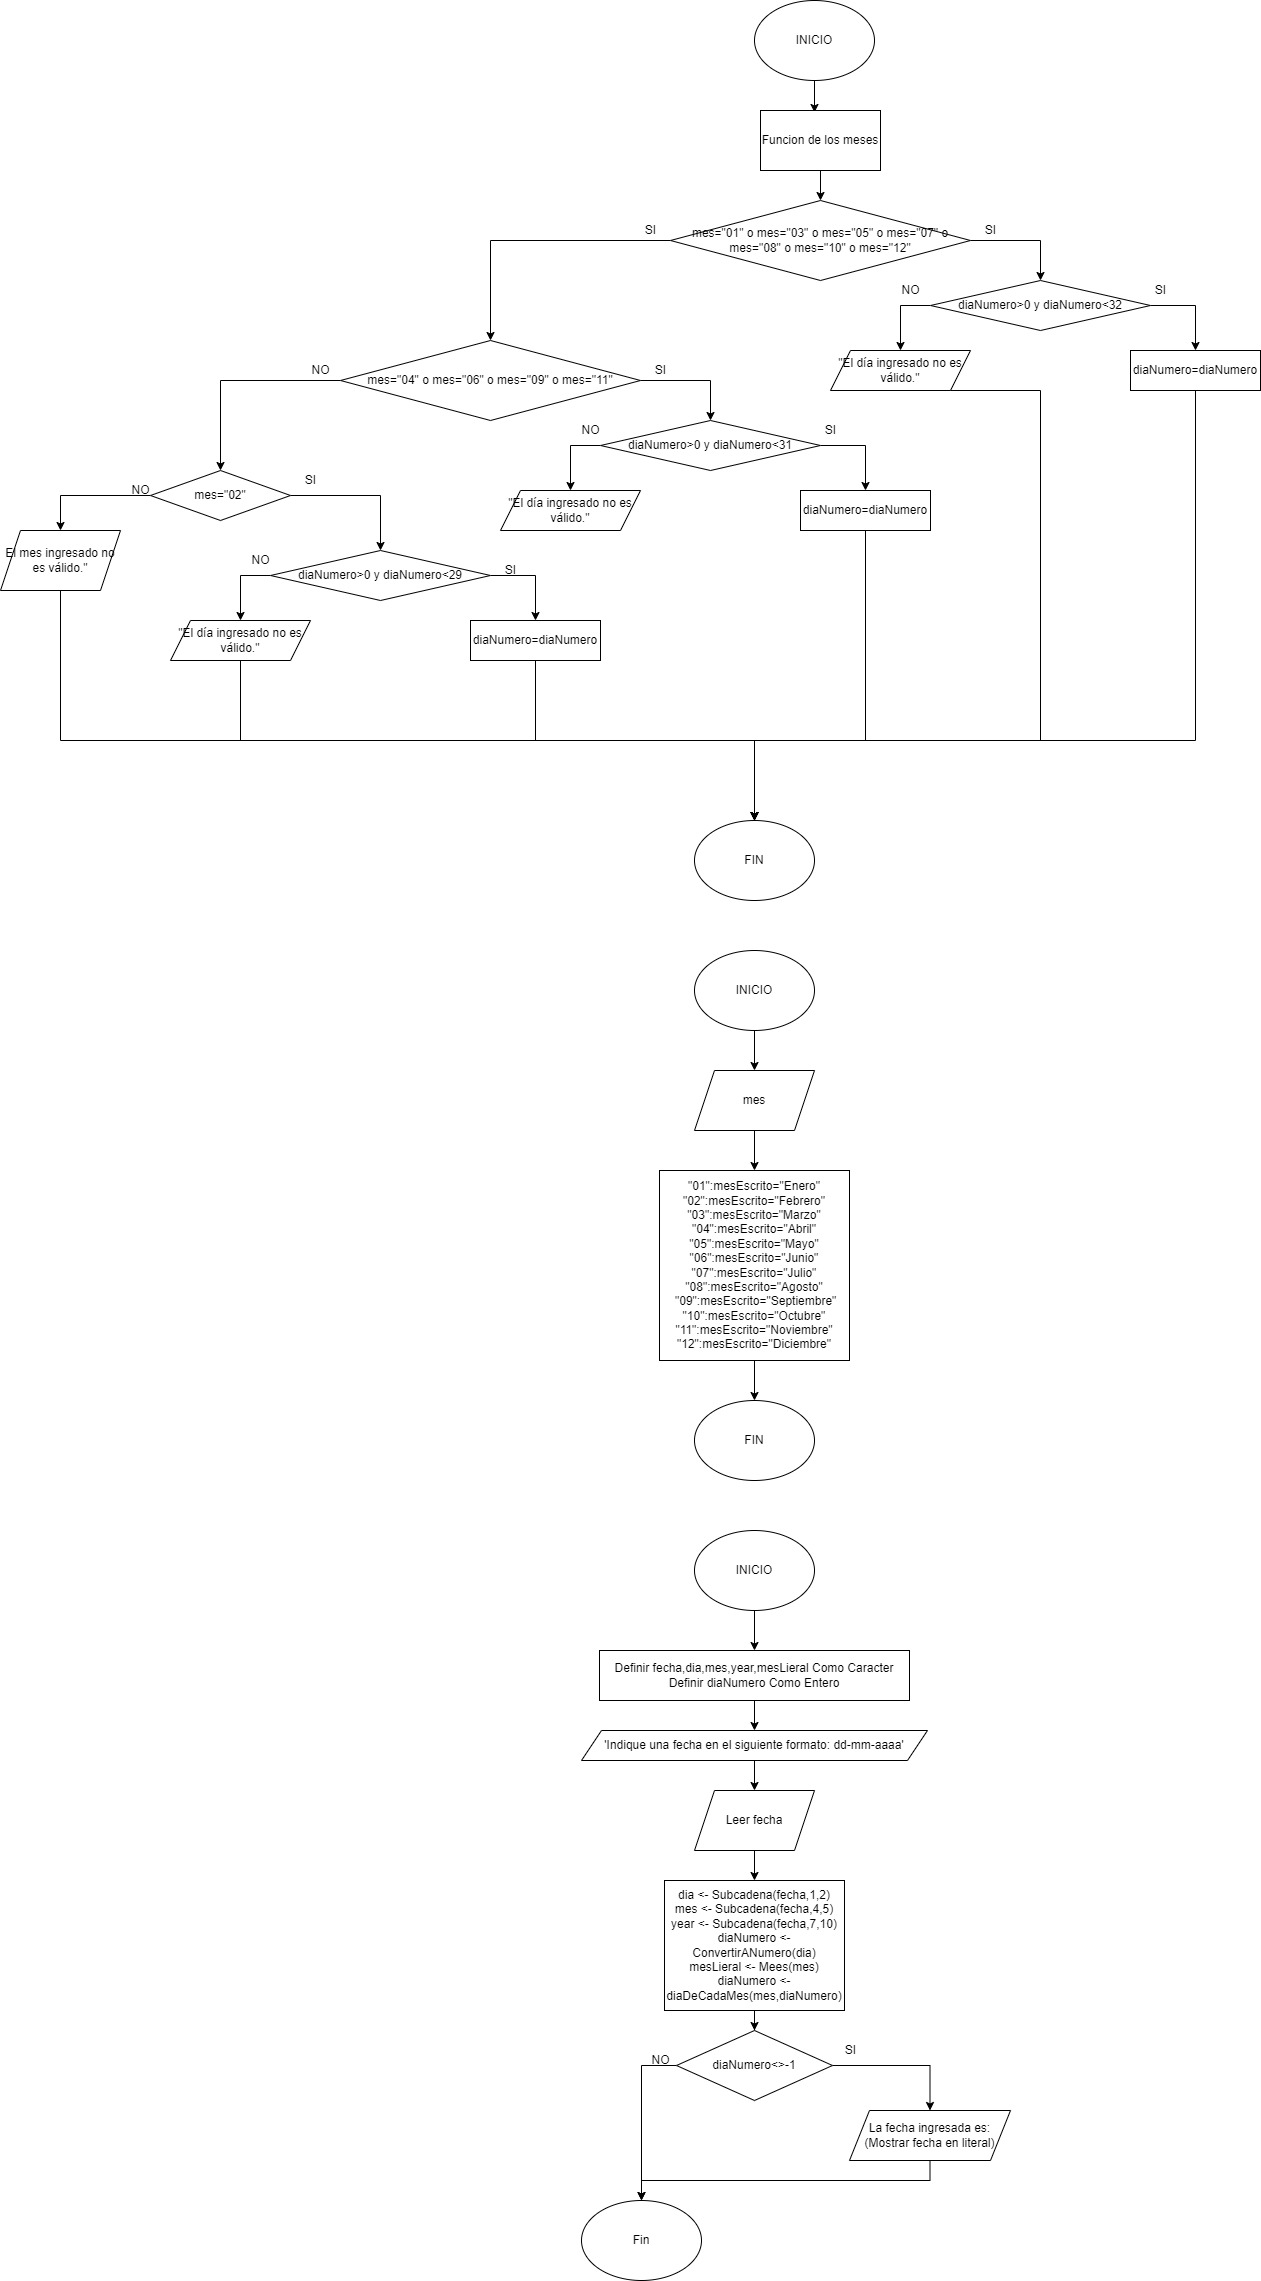 INICIO
Funcion de los meses
SI
mes="01" o mes="03" o mes="05" o mes="07" o
mes="08" o mes="10" o mes="12"
SI
NO
diaNumero>0 y diaNumero<32
SI
"El día ingresado no es
válido."
diaNumero=diaNumero
NO
mes="04" o mes="06" o mes="09" o mes="11"
SI
NO
diaNumero>0 y diaNumero<31
SI
"El día ingresado no es
válido."
diaNumero=diaNumero
NO
mes="02"
SI
El mes ingresado no
es válido."
NO
diaNumero>0 y diaNumero<29
SI
"El día ingresado no es
válido."
diaNumero=diaNumero
FIN
INICIO
mes
"01":mesEscrito="Enero"
"02":mesEscrito="Febrero"
"03":mesEscrito="Marzo"
"04":mesEscrito="Abril"
"05":mesEscrito="Mayo"
"06":mesEscrito="Junio"
"07":mesEscrito="Julio"
"08":mesEscrito="Agosto"
"09":mesEscrito="Septiembre"
"10":mesEscrito="Octubre"
"11":mesEscrito="Noviembre"
"12":mesEscrito="Diciembre"
FIN
INICIO
Definir fecha,dia,mes,year,mesLieral Como Caracter
Definir diaNumero Como Entero
'Indique una fecha en el siguiente formato: dd-mm-aaaa'
Leer fecha
dia <- Subcadena(fecha,1,2)
mes <- Subcadena(fecha,4,5)
year <- Subcadena(fecha,7,10)
diaNumero <-
ConvertirANumero(dia)
mesLieral <- Mees(mes)
diaNumero <-
diaDeCadaMes(mes,diaNumero)
NO
diaNumero<>-1
SI
La fecha ingresada es:
(Mostrar fecha en literal)
Fin